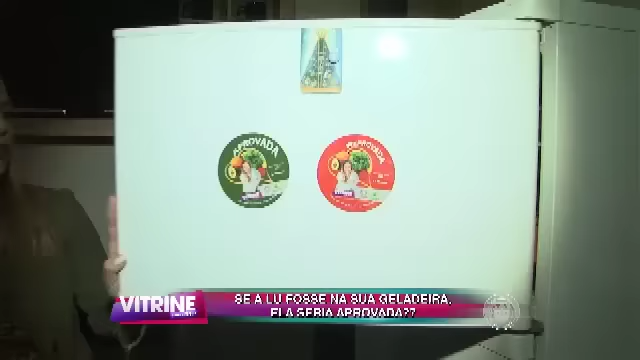 APROVADA
REPROVADA
VITRINE
SE A LU FOSSE NA SUA GELADEIRA,
ELA SERIA APROVADA??